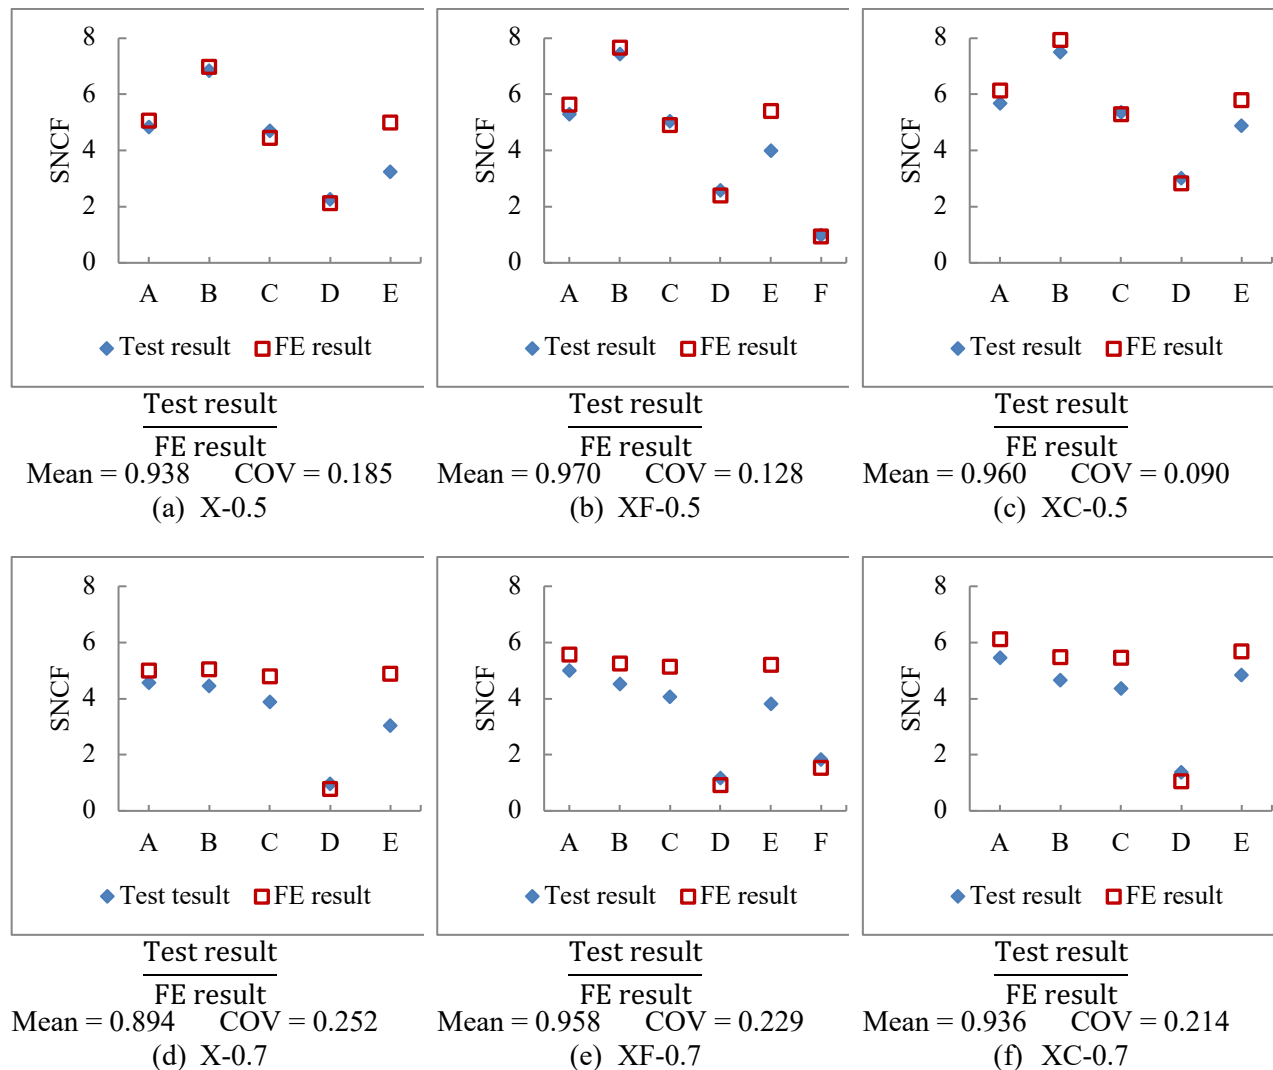 8
6
4
2
0
SNCF
A B C D E
Test result FE result
Test result
FE result
Mean = 0.938 COV = 0.185
(a) X-0.5
8
6
4
2
0
SNCF
A B C D E F
Test result FE result
Test result
FE result
Mean = 0.970 COV = 0.128
(b) XF-0.5
8
6
4
2
0
SNCF
A B C D E
Test result FE result
Test result
FE result
Mean = 0.960 COV = 0.090
(c) XC-0.5
8
6
4
2
0
SNCF
A B C D E
Test tesult FE result
Test result
FE result
Mean = 0.894 COV = 0.252
(d) X-0.7
8
6
4
2
0
SNCF
A B C D E F
Test result FE result
Test result
FE result
Mean = 0.958 COV = 0.229
(e) XF-0.7
8
6
4
2
0
SNCF
A B C D E
Test result FE result
Test result
FE result
Mean = 0.936 COV = 0.214
(f) XC-0.7